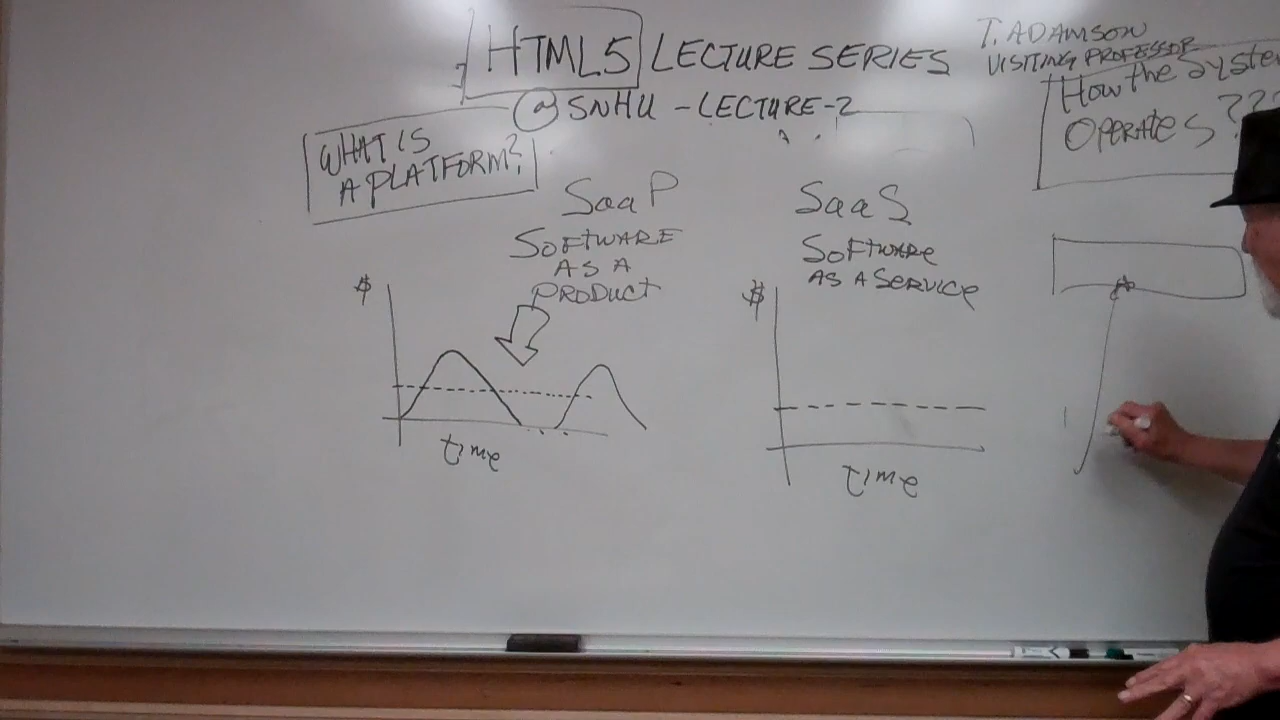 HTML5 LECTURE SERIES
@ SNHU - LECTURE-2
T. ADAMSON
VISITING PROFESSOR
How the System
Operates ???
WHAT IS
A PLATFORM?
SaaP
SOFTWARE
AS A
PRODUCT
$
time
SaaS
SOFTWARE
AS A SERVICE
$
time